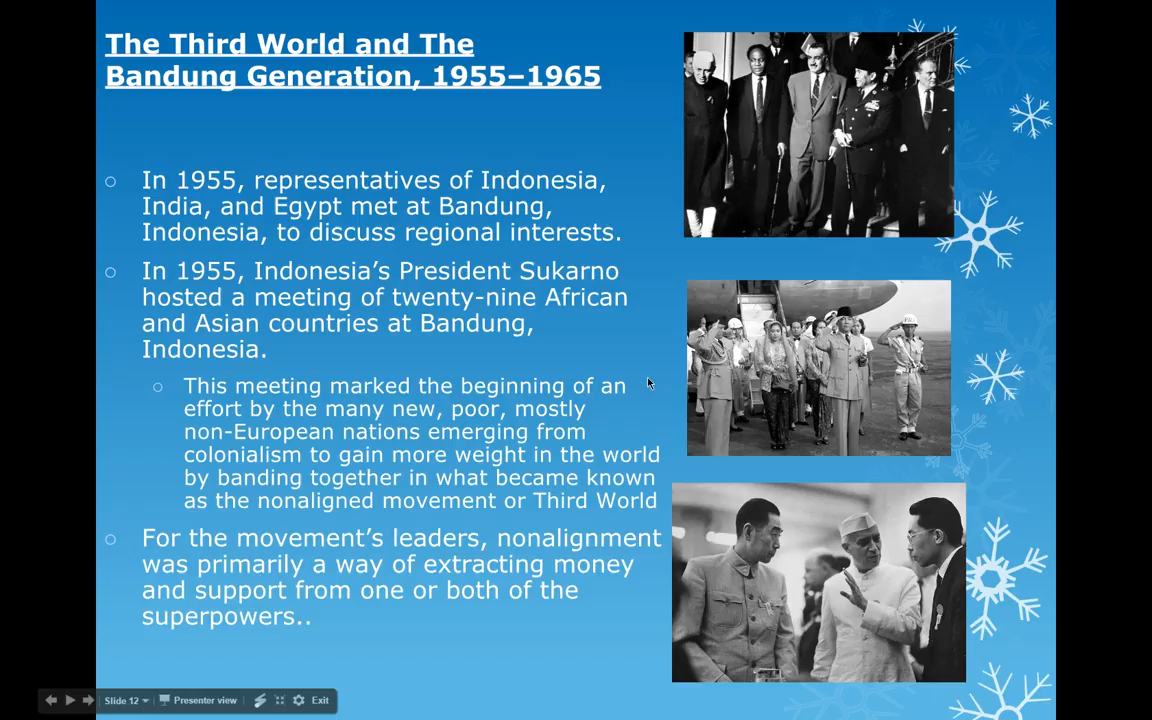 The Third World and The
Bandung Generation, 1955–1965
○ In 1955, representatives of Indonesia,
India, and Egypt met at Bandung,
Indonesia, to discuss regional interests.
○ In 1955, Indonesia’s President Sukarno
hosted a meeting of twenty-nine African
and Asian countries at Bandung,
Indonesia.
○ This meeting marked the beginning of an
effort by the many new, poor, mostly
non-European nations emerging from
colonialism to gain more weight in the world
by banding together in what became known
as the nonaligned movement or Third World
○ For the movement’s leaders, nonalignment
was primarily a way of extracting money
and support from one or both of the
superpowers..
Slide 12 Presenter view Exit